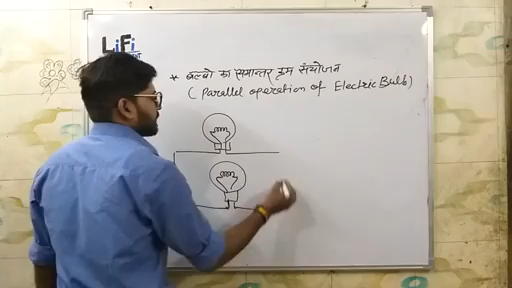 LiFi
* बल्वो का समान्तर क्रम संयोजन
(Parallel operation of Electric Bulb)